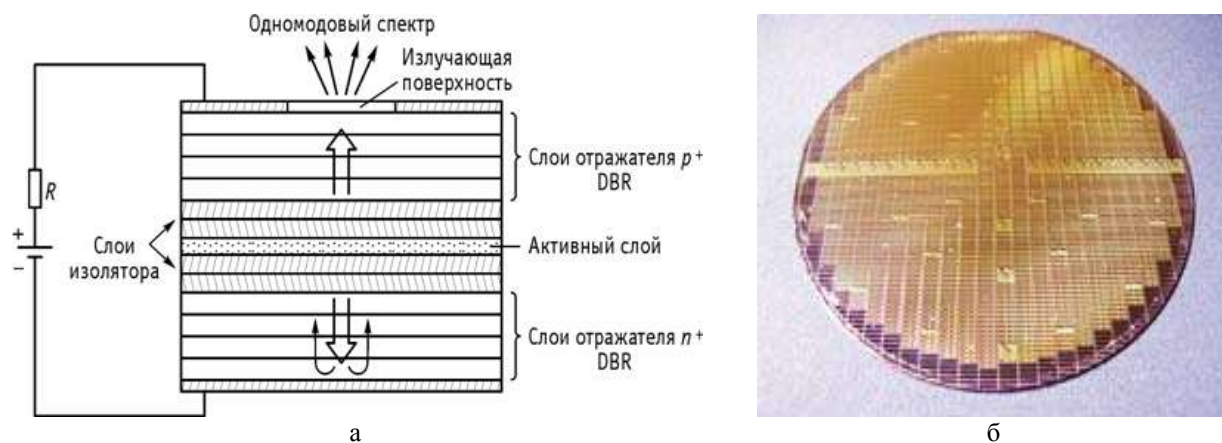 Одномодовый спектр
Излучающая
поверхность
Слои отражателя p+
DBR
R
+
−
Слои
изолятора
Активный слой
Слои отражателя n+
DBR
а
б